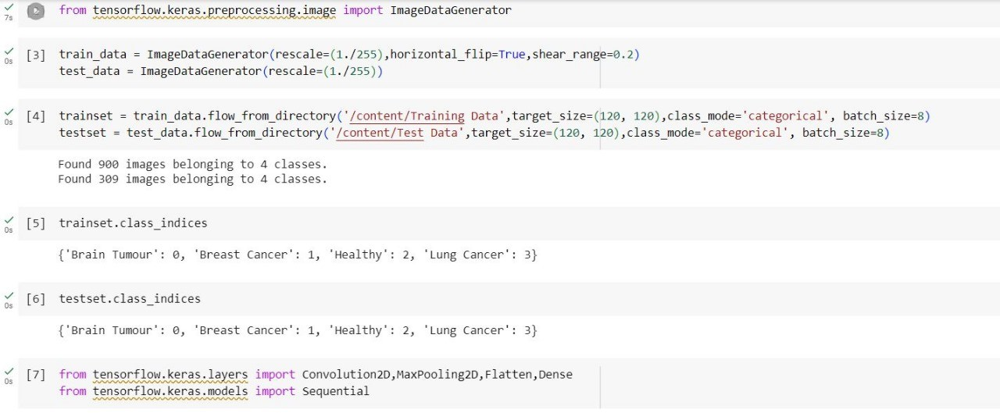 7s from tensorflow.keras.preprocessing.image import ImageDataGenerator
0s [3] train_data = ImageDataGenerator(rescale=(1./255),horizontal_flip=True,shear_range=0.2)
test_data = ImageDataGenerator(rescale=(1./255))
0s [4] trainset = train_data.flow_from_directory('/content/Training Data',target_size=(120, 120),class_mode='categorical', batch_size=8)
testset = test_data.flow_from_directory('/content/Test Data',target_size=(120, 120),class_mode='categorical', batch_size=8)
Found 900 images belonging to 4 classes.
Found 309 images belonging to 4 classes.
0s [5] trainset.class_indices
{'Brain Tumour': 0, 'Breast Cancer': 1, 'Healthy': 2, 'Lung Cancer': 3}
0s [6] testset.class_indices
{'Brain Tumour': 0, 'Breast Cancer': 1, 'Healthy': 2, 'Lung Cancer': 3}
0s [7] from tensorflow.keras.layers import Convolution2D,MaxPooling2D,Flatten,Dense
from tensorflow.keras.models import Sequential